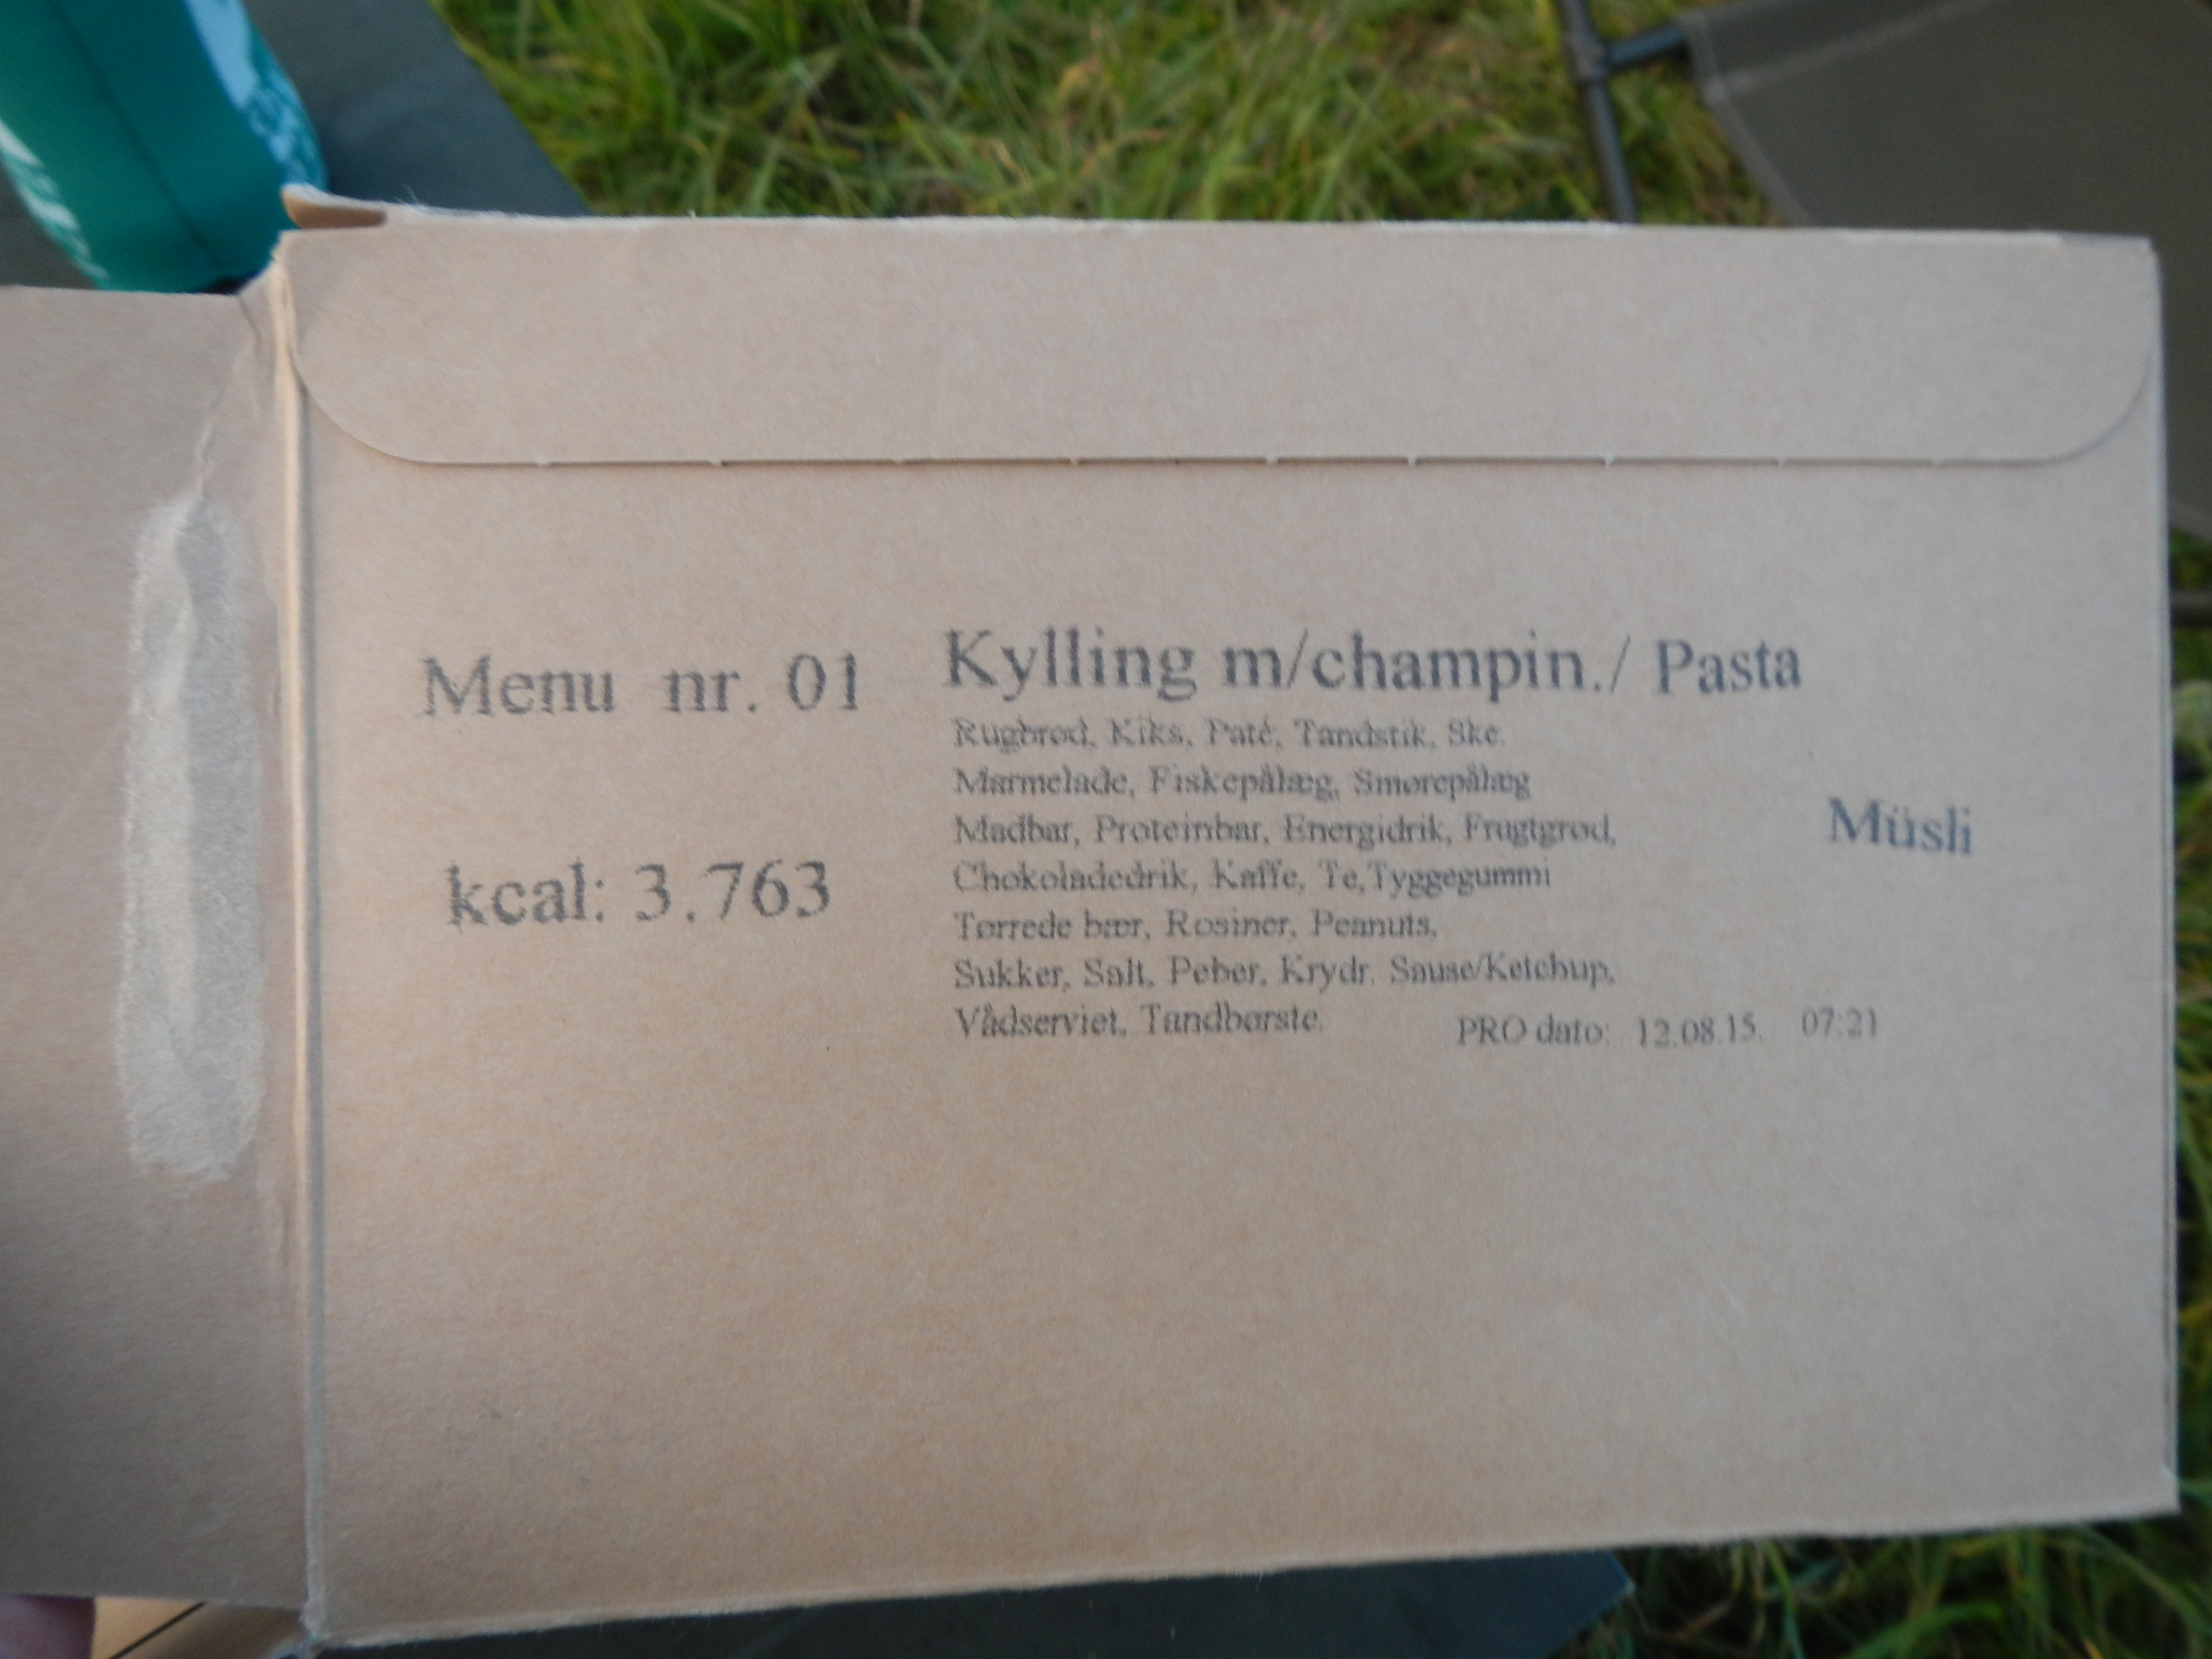 Menu nr. 01
kcal: 3.763
Kylling m/champin./ Pasta
Rugbrød, Kiks, Paté, Tandstik, Ske.
Marmelade, Fiskepålæg, Smørepålæg
Madbar, Proteinbar, Energidrik, Frugtgrød,
Chokoladedrik, Kaffe, Te,Tyggegummi
Tørrede bær, Rosiner, Peanuts,
Sukker, Salt, Peber, Krydr. Sause/Ketchup,
Vådserviet, Tandbørste.
Müsli
PRO dato: 12.08.15. 07:21